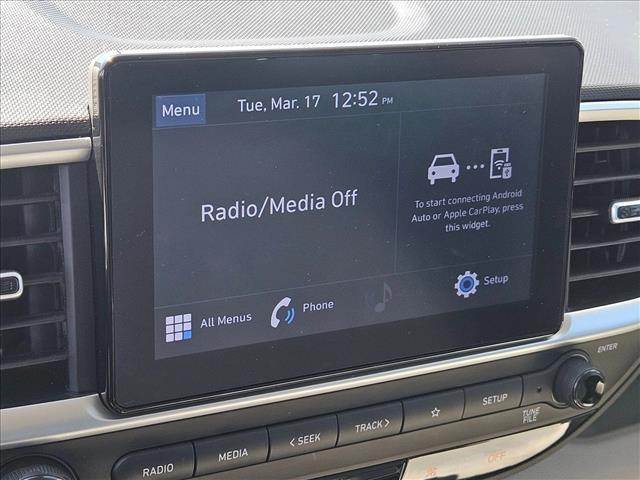 Menu
Tue, Mar. 17 12:52 PM
Radio/Media Off
To start connecting Android
Auto or Apple CarPlay, press
this widget.
All Menus
Phone
Setup
ENTER
RADIO
MEDIA
< SEEK
TRACK >
SETUP
TUNE
FILE
OFF